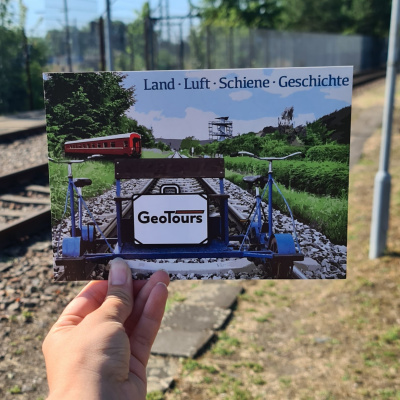 Land · Luft · Schiene · Geschichte
GeoTours